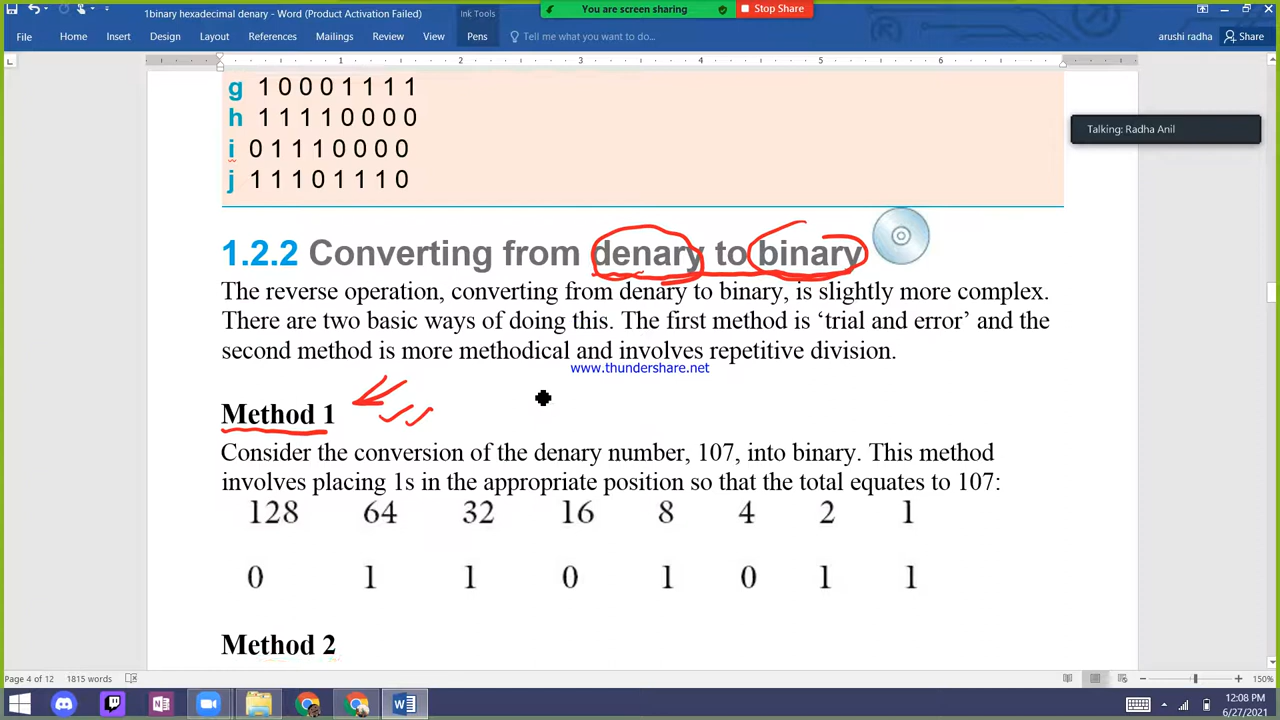 1binary hexadecimal denary - Word (Product Activation Failed)
Ink Tools
You are screen sharing
Stop Share
File Home Insert Design Layout References Mailings Review View Pens Tell me what you want to do...
arushi radha Share
1 2 3 4 5 6
Talking: Radha Anil
g 1 0 0 0 1 1 1 1
h 1 1 1 1 0 0 0 0
i 0 1 1 1 0 0 0 0
j 1 1 1 0 1 1 1 0
1.2.2 Converting from denary to binary
The reverse operation, converting from denary to binary, is slightly more complex.
There are two basic ways of doing this. The first method is ‘trial and error’ and the
second method is more methodical and involves repetitive division.
www.thundershare.net
Method 1
Consider the conversion of the denary number, 107, into binary. This method
involves placing 1s in the appropriate position so that the total equates to 107:
128 64 32 16 8 4 2 1
0 1 1 0 1 0 1 1
Method 2
Page 4 of 12 1815 words
150%
12:08 PM
6/27/2021